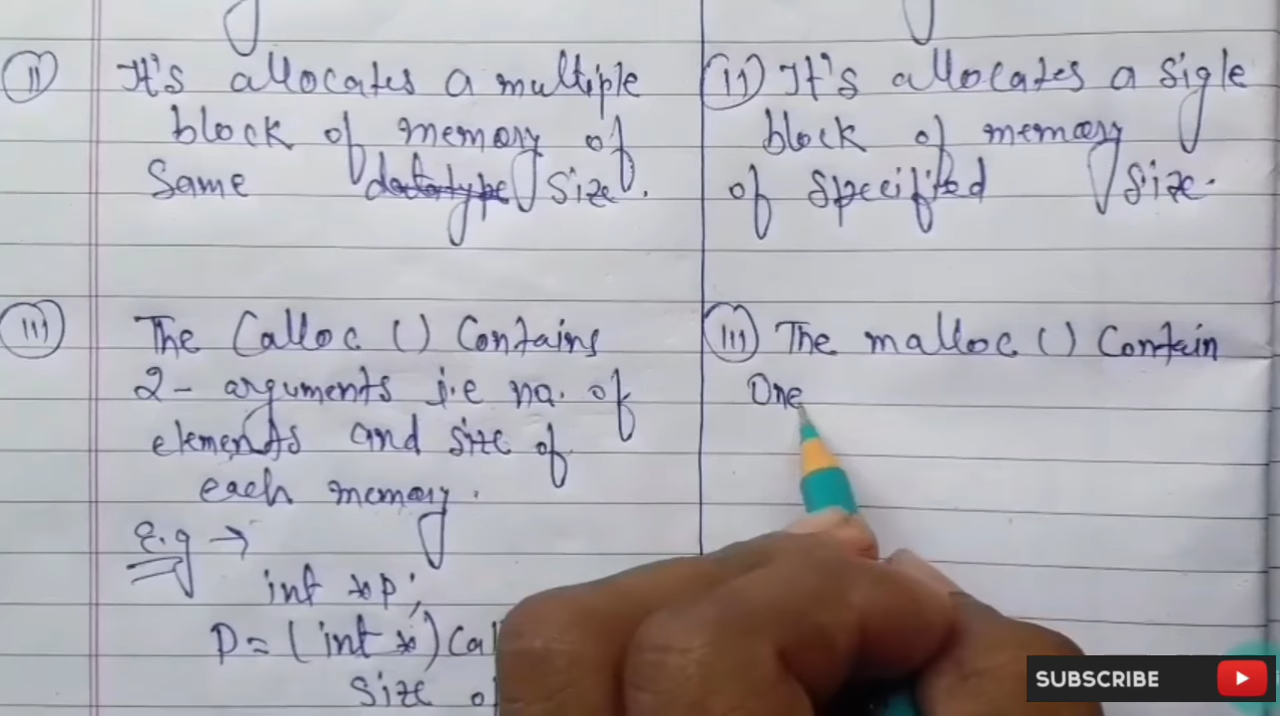 (ii) It's allocates a multiple
block of memory of
Same size.
(ii) It's allocates a sigle
block of memory
of specified size.
(iii) The Calloc () Contains
2- arguments i.e no. of
elements and size of
each memory.
E.g →
int *p;
P = (int *) Cal
Size o
(iii) The malloc () Contain
One
SUBSCRIBE